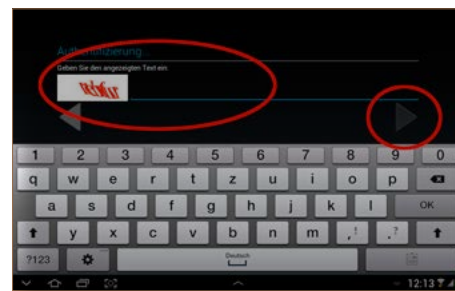 Authentifizierung...
Geben Sie den angezeigten Text ein:
1 2 3 4 5 6 7 8 9 0
q w e r t z u i o p
a s d f g h j k l OK
y x c v b n m ,! .?
?123 Deutsch
12:13